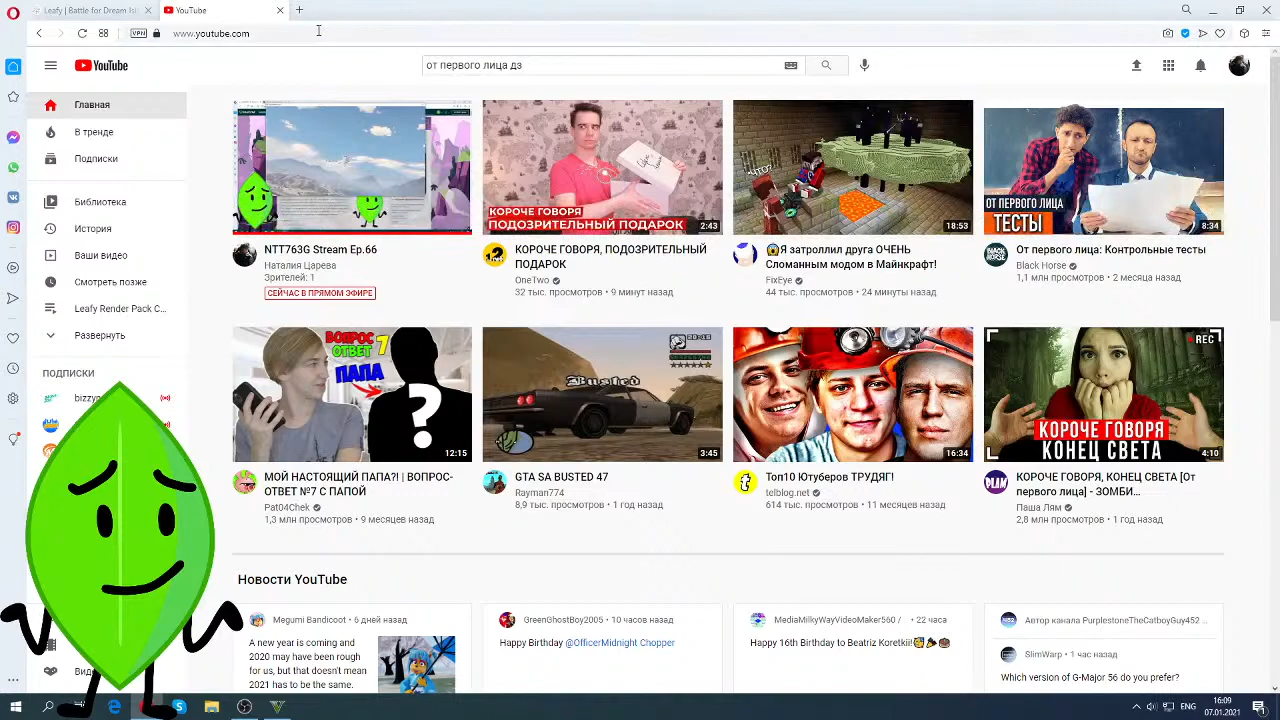 Leafy | Battle for Dream Isl
YouTube
VPN
www.youtube.com
YouTube
от первого лица дз
Главная
В тренде
Подписки
Библиотека
История
Ваши видео
Смотреть позже
Leafy Render Pack C...
Развернуть
ПОДПИСКИ
NTT763G Stream Ep.66
Наталия Царева
Зрителей: 1
СЕЙЧАС В ПРЯМОМ ЭФИРЕ
КОРОЧЕ ГОВОРЯ
ПОДОЗРИТЕЛЬНЫЙ ПОДАРОК
2:43
КОРОЧЕ ГОВОРЯ, ПОДОЗРИТЕЛЬНЫЙ
ПОДАРОК
OneTwo
32 тыс. просмотров • 9 минут назад
ЧТО?
18:53
😱Я затроллил друга ОЧЕНЬ
Сломанным модом в Майнкрафт!
FixEye
44 тыс. просмотров • 24 минуты назад
ОТ ПЕРВОГО ЛИЦА
ТЕСТЫ
8:34
От первого лица: Контрольные тесты
Black Horse
1,1 млн просмотров • 2 месяца назад
ВОПРОС
ОТВЕТ 7
ПАПА
?
12:15
МОЙ НАСТОЯЩИЙ ПАПА?! | ВОПРОС-
ОТВЕТ №7 С ПАПОЙ
Pat04Chek
1,3 млн просмотров • 9 месяцев назад
Busted
3:45
GTA SA BUSTED 47
Rayman774
8,9 тыс. просмотров • 1 год назад
16:34
Топ10 Ютуберов ТРУДЯГ!
telblog.net
614 тыс. просмотров • 11 месяцев назад
REC
КОРОЧЕ ГОВОРЯ
КОНЕЦ СВЕТА
4:10
КОРОЧЕ ГОВОРЯ, КОНЕЦ СВЕТА [От
первого лица] - ЗОМБИ...
Паша Лям
2,8 млн просмотров • 1 год назад
Новости YouTube
Megumi Bandicoot • 6 дней назад
A new year is coming and
2020 may have been rough
for us, but that doesn't mean
2021 has to be the same.
GreenGhostBoy2005 • 10 часов назад
Happy Birthday @OfficerMidnight Chopper
MediaMilkyWayVideoMaker560 / • 22 часа
Happy 16th Birthday to Beatriz Koretkii!
Автор канала PurplestoneTheCatboyGuy452 ...
SlimWarp • 1 час назад
Which version of G-Major 56 do you prefer?
ENG
16:09
07.01.2021